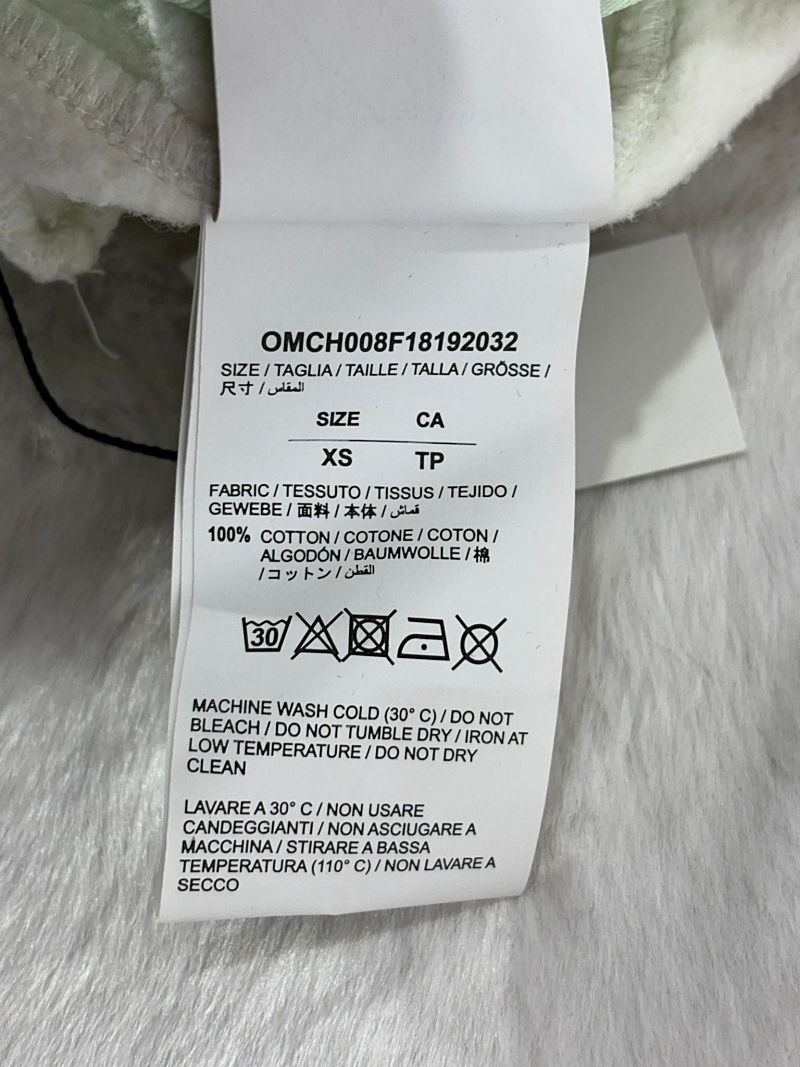 OMCH008F18192032
SIZE / TAGLIA / TAILLE / TALLA / GRÖSSE /
尺寸 / المقاس
SIZE CA
XS TP
FABRIC / TESSUTO / TISSUS / TEJIDO /
GEWEBE / 面料 / 本体 / قماش
100% COTTON / COTONE / COTON /
ALGODÓN / BAUMWOLLE / 棉
/ コットン / القطن
30
MACHINE WASH COLD (30° C) / DO NOT
BLEACH / DO NOT TUMBLE DRY / IRON AT
LOW TEMPERATURE / DO NOT DRY
CLEAN
LAVARE A 30° C / NON USARE
CANDEGGIANTI / NON ASCIUGARE A
MACCHINA / STIRARE A BASSA
TEMPERATURA (110° C) / NON LAVARE A
SECCO